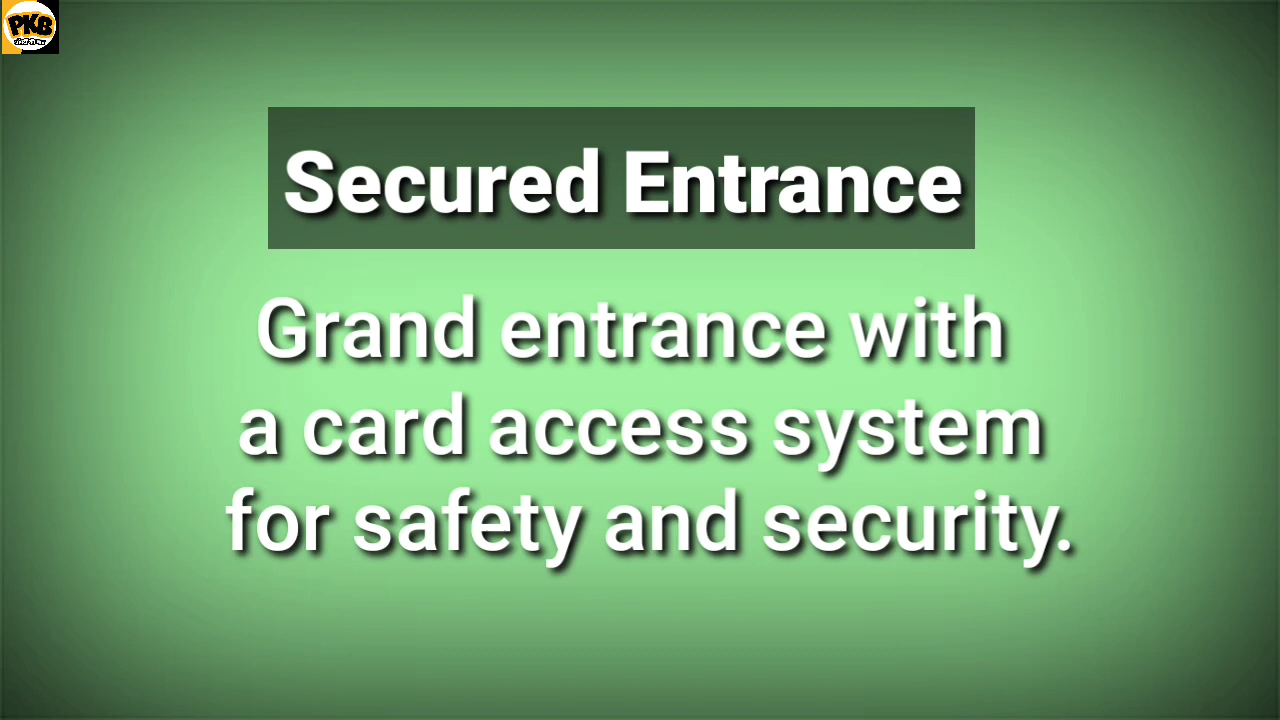 PKB
Secured Entrance
Grand entrance with
a card access system
for safety and security.